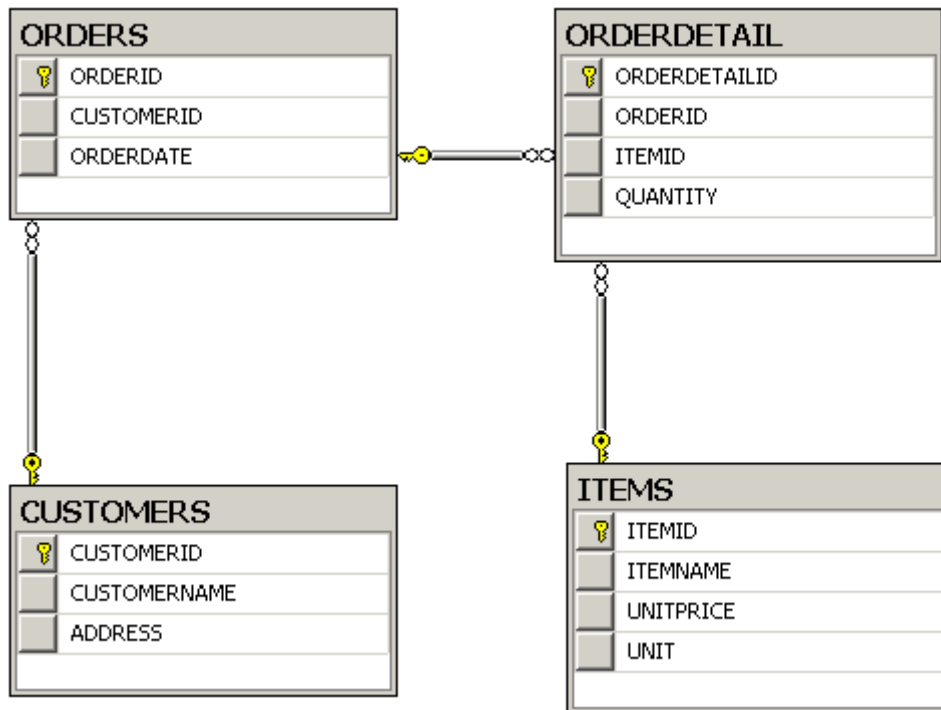 ORDERS
ORDERID
CUSTOMERID
ORDERDATE
ORDERDETAIL
ORDERDETAILID
ORDERID
ITEMID
QUANTITY
CUSTOMERS
CUSTOMERID
CUSTOMERNAME
ADDRESS
ITEMS
ITEMID
ITEMNAME
UNITPRICE
UNIT